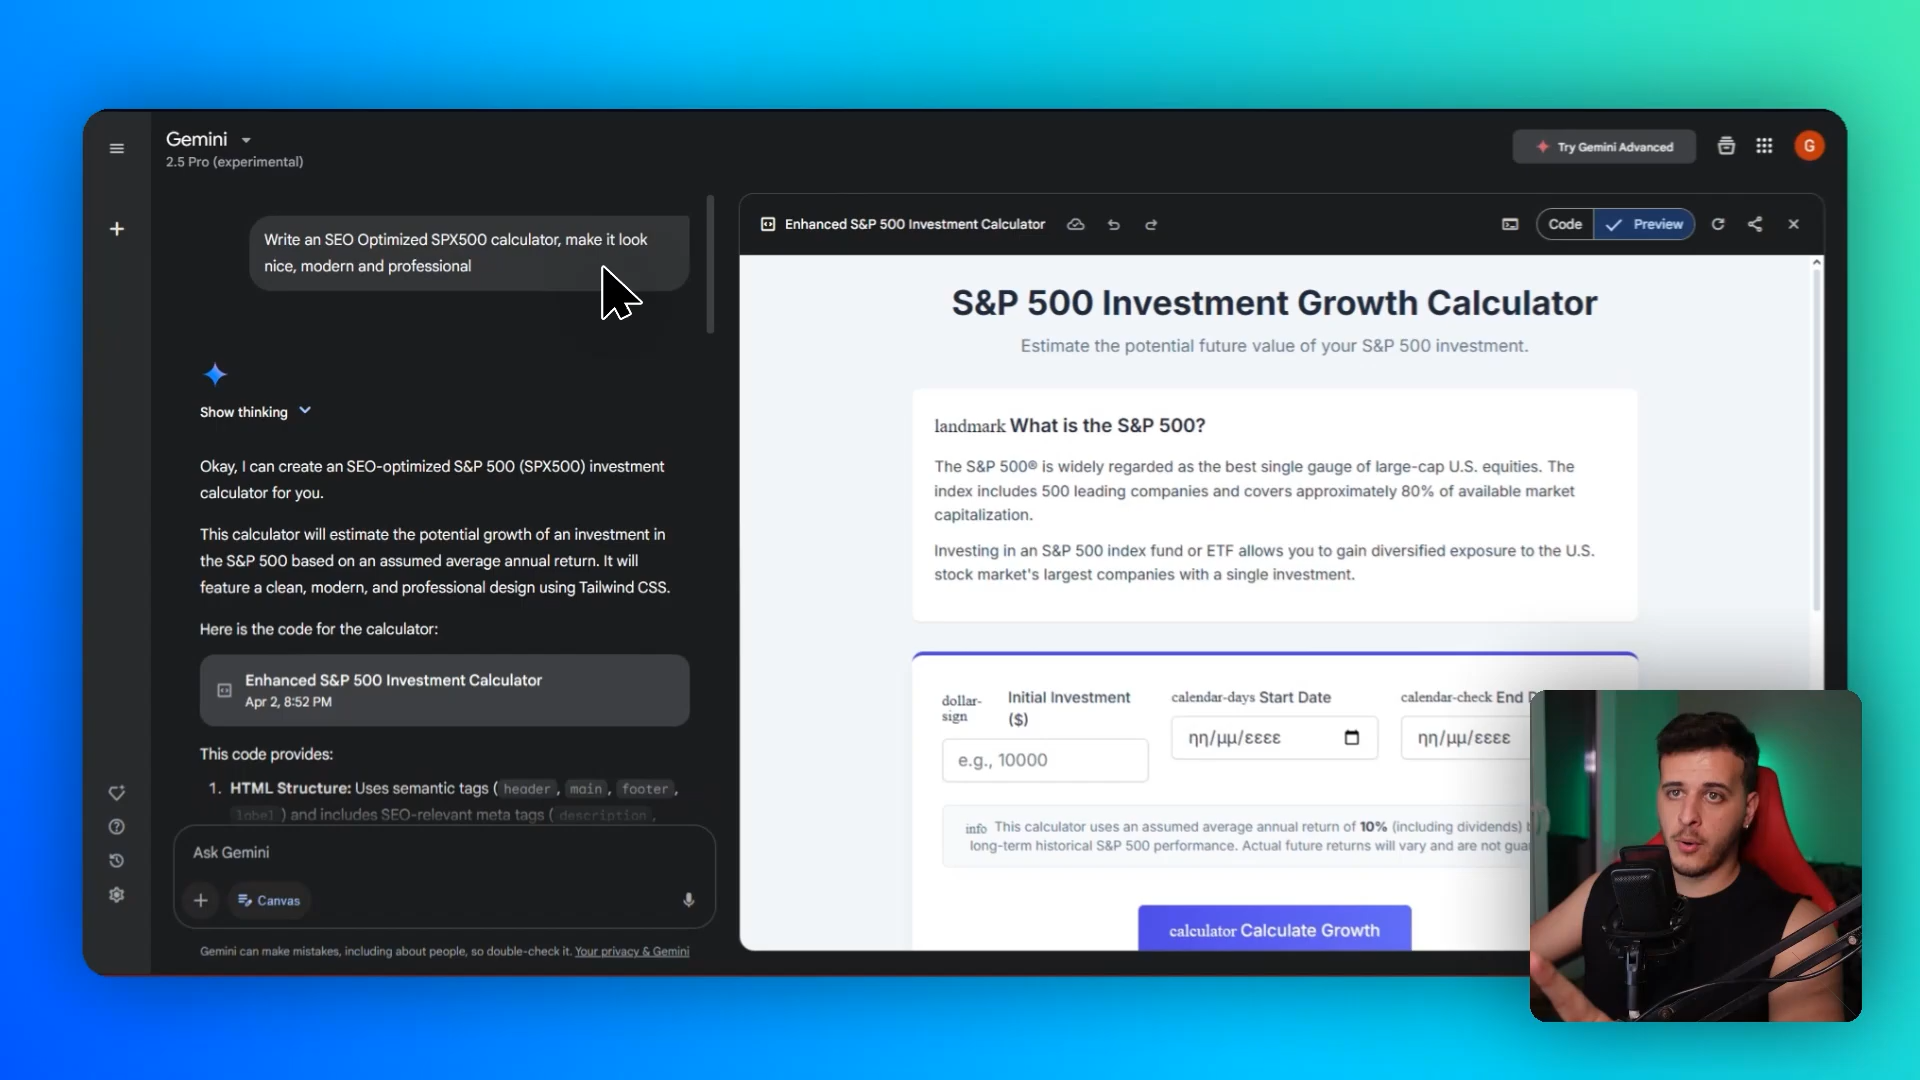 Gemini
2.5 Pro (experimental)
Try Gemini Advanced
G
Write an SEO Optimized SPX500 calculator, make it look
nice, modern and professional
Show thinking
Okay, I can create an SEO-optimized S&P 500 (SPX500) investment
calculator for you.
This calculator will estimate the potential growth of an investment in
the S&P 500 based on an assumed average annual return. It will
feature a clean, modern, and professional design using Tailwind CSS.
Here is the code for the calculator:
Enhanced S&P 500 Investment Calculator
Apr 2, 8:52 PM
This code provides:
1. HTML Structure: Uses semantic tags ( header , main , footer ,
label ) and includes SEO-relevant meta tags ( description ,
Ask Gemini
Canvas
Gemini can make mistakes, including about people, so double-check it. Your privacy & Gemini
Enhanced S&P 500 Investment Calculator
Code
Preview
S&P 500 Investment Growth Calculator
Estimate the potential future value of your S&P 500 investment.
landmark What is the S&P 500?
The S&P 500® is widely regarded as the best single gauge of large-cap U.S. equities. The
index includes 500 leading companies and covers approximately 80% of available market
capitalization.
Investing in an S&P 500 index fund or ETF allows you to gain diversified exposure to the U.S.
stock market's largest companies with a single investment.
dollar-sign Initial Investment ($)
e.g., 10000
calendar-days Start Date
ηη/μμ/εεεε
calendar-check End
ηη/μμ/εεεε
info This calculator uses an assumed average annual return of 10% (including dividends)
long-term historical S&P 500 performance. Actual future returns will vary and are not
calculator Calculate Growth